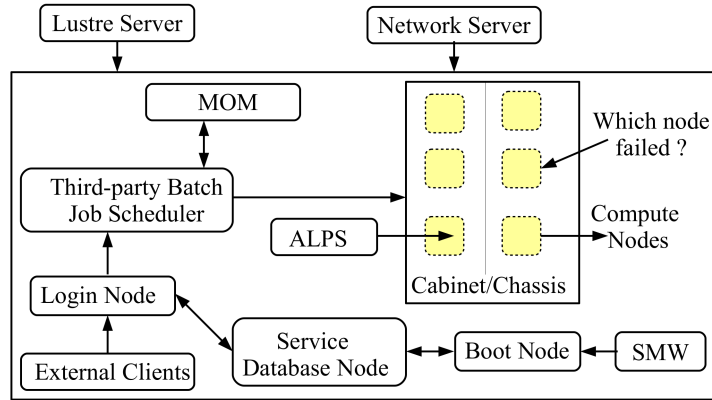 Lustre Server
Network Server
MOM
Which node
failed ?
Third-party Batch
Job Scheduler
ALPS
Compute
Nodes
Cabinet/Chassis
Login Node
Service
Database Node
Boot Node
SMW
External Clients